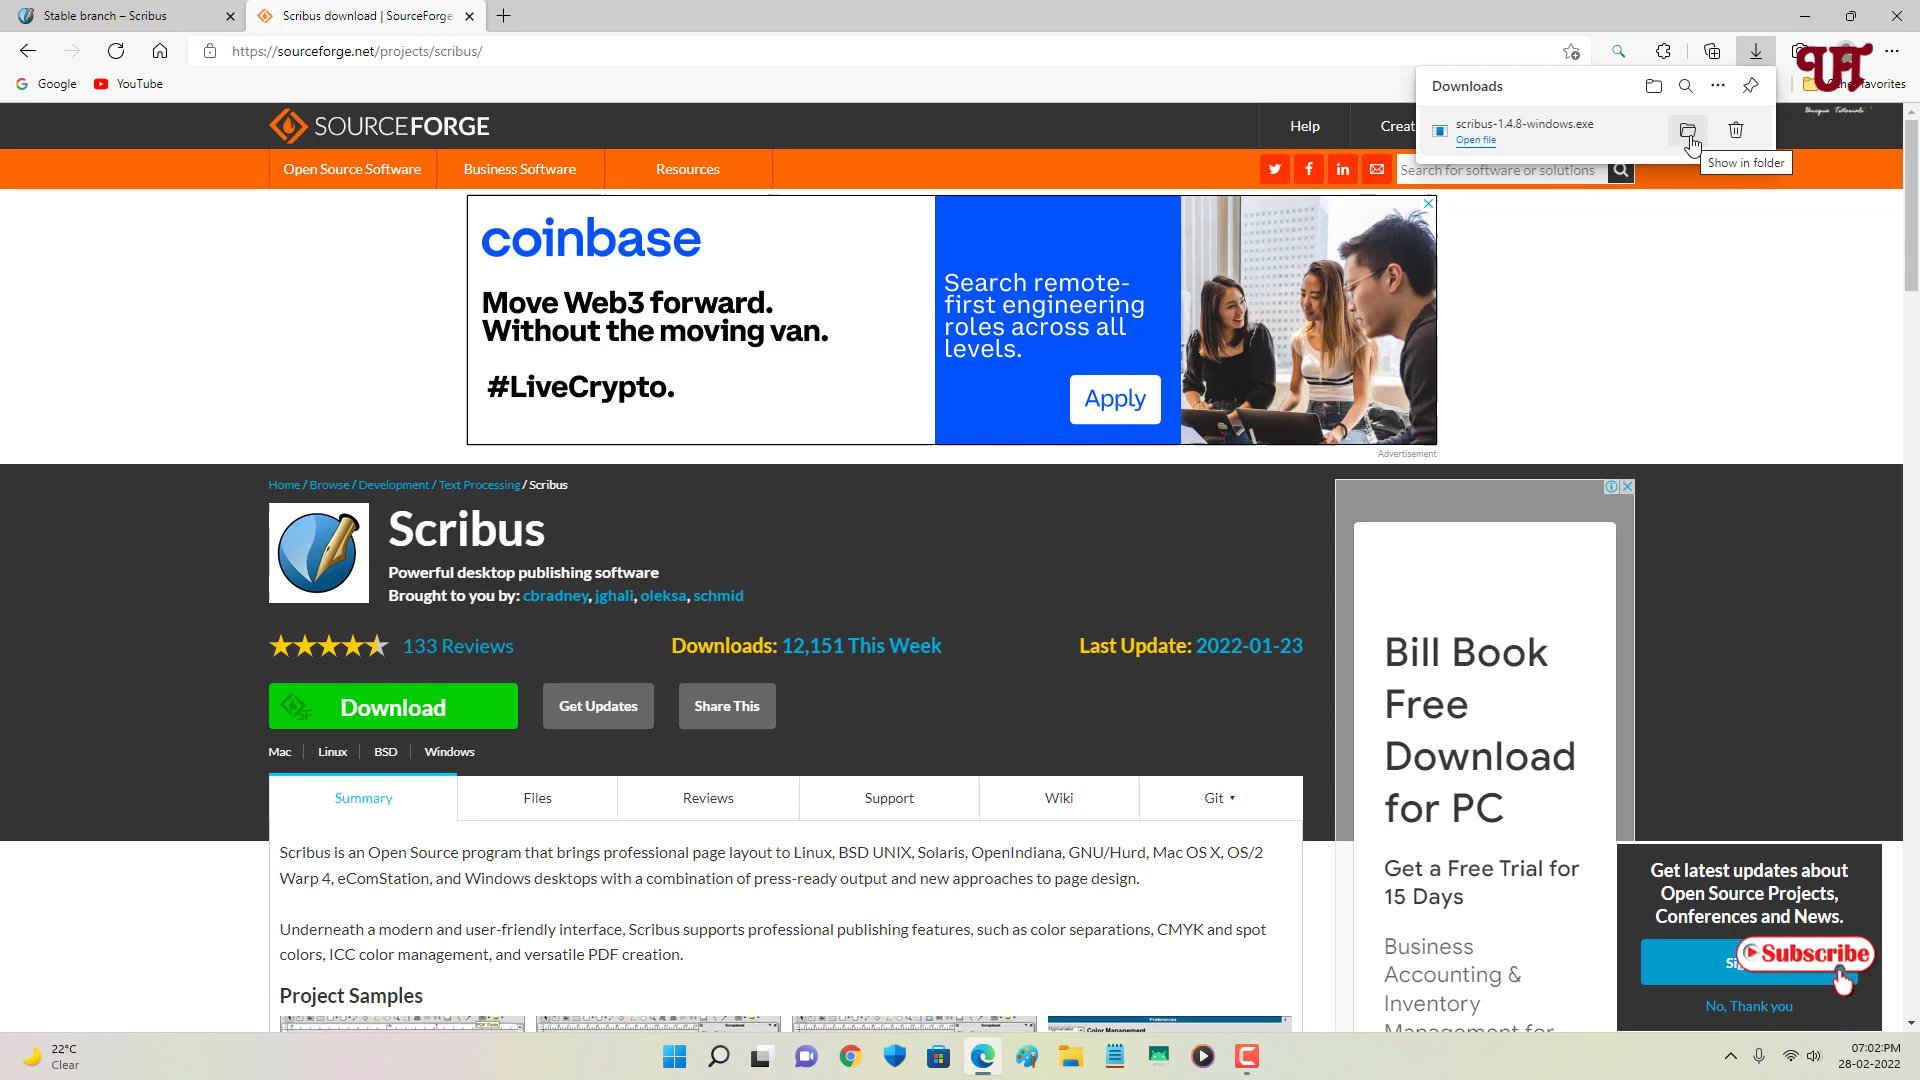 Stable branch – Scribus
Scribus download | SourceForge
https://sourceforge.net/projects/scribus/
Google
YouTube
favorites
Downloads
scribus-1.4.8-windows.exe
Open file
Show in folder
SOURCEFORGE
Help
Creat
Open Source Software
Business Software
Resources
Search for software or solutions
coinbase
Move Web3 forward.
Without the moving van.
#LiveCrypto.
Search remote-
first engineering
roles across all
levels.
Apply
Advertisement
Home / Browse / Development / Text Processing / Scribus
Scribus
Powerful desktop publishing software
Brought to you by: cbradney, jghali, oleksa, schmid
133 Reviews
Downloads: 12,151 This Week
Last Update: 2022-01-23
SF
Download
Get Updates
Share This
Mac
Linux
BSD
Windows
Summary
Files
Reviews
Support
Wiki
Git
Scribus is an Open Source program that brings professional page layout to Linux, BSD UNIX, Solaris, OpenIndiana, GNU/Hurd, Mac OS X, OS/2
Warp 4, eComStation, and Windows desktops with a combination of press-ready output and new approaches to page design.
Underneath a modern and user-friendly interface, Scribus supports professional publishing features, such as color separations, CMYK and spot
colors, ICC color management, and versatile PDF creation.
Project Samples
Color Management
Bill Book
Free
Download
for PC
Get a Free Trial for
15 Days
Business
Accounting &
Inventory
Management for
Get latest updates about
Open Source Projects,
Conferences and News.
Subscribe
No, Thank you
22°C
Clear
07:02 PM
28-02-2022